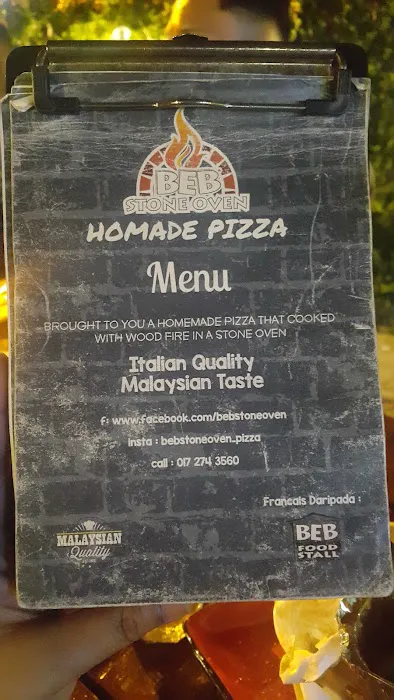 BEB
STONE OVEN
HOMADE PIZZA
Menu
BROUGHT TO YOU A HOMEMADE PIZZA THAT COOKED
WITH WOOD FIRE IN A STONE OVEN
Italian Quality
Malaysian Taste
f: www.facebook.com/bebstoneoven
insta : bebstoneoven_pizza
call : 017 274 3560
Francais Daripada :
MALAYSIAN
Quality
BEB
FOOD
STALL